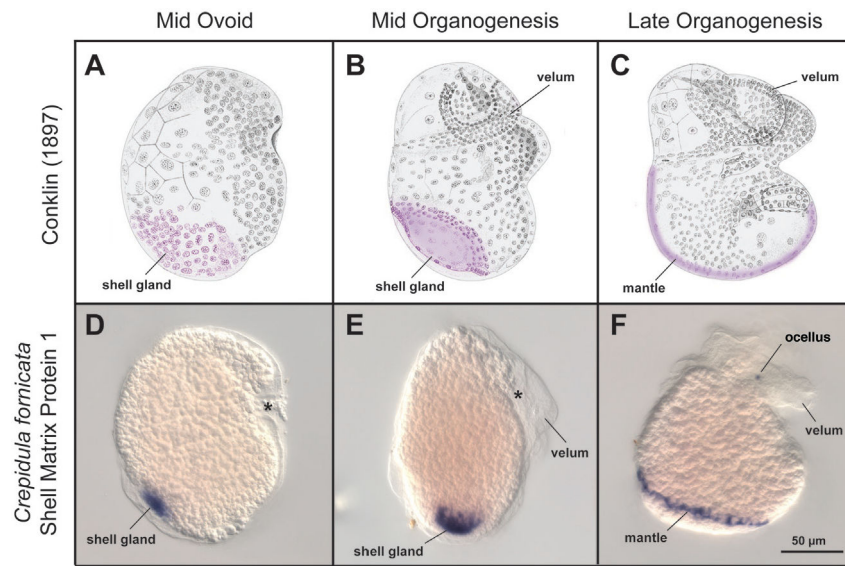 Mid Ovoid
Mid Organogenesis
Late Organogenesis
Conklin (1897)
A
shell gland
B
velum
shell gland
C
velum
mantle
Crepidula fornicata
Shell Matrix Protein 1
D
*
shell gland
E
*
velum
shell gland
F
ocellus
velum
mantle
50 µm